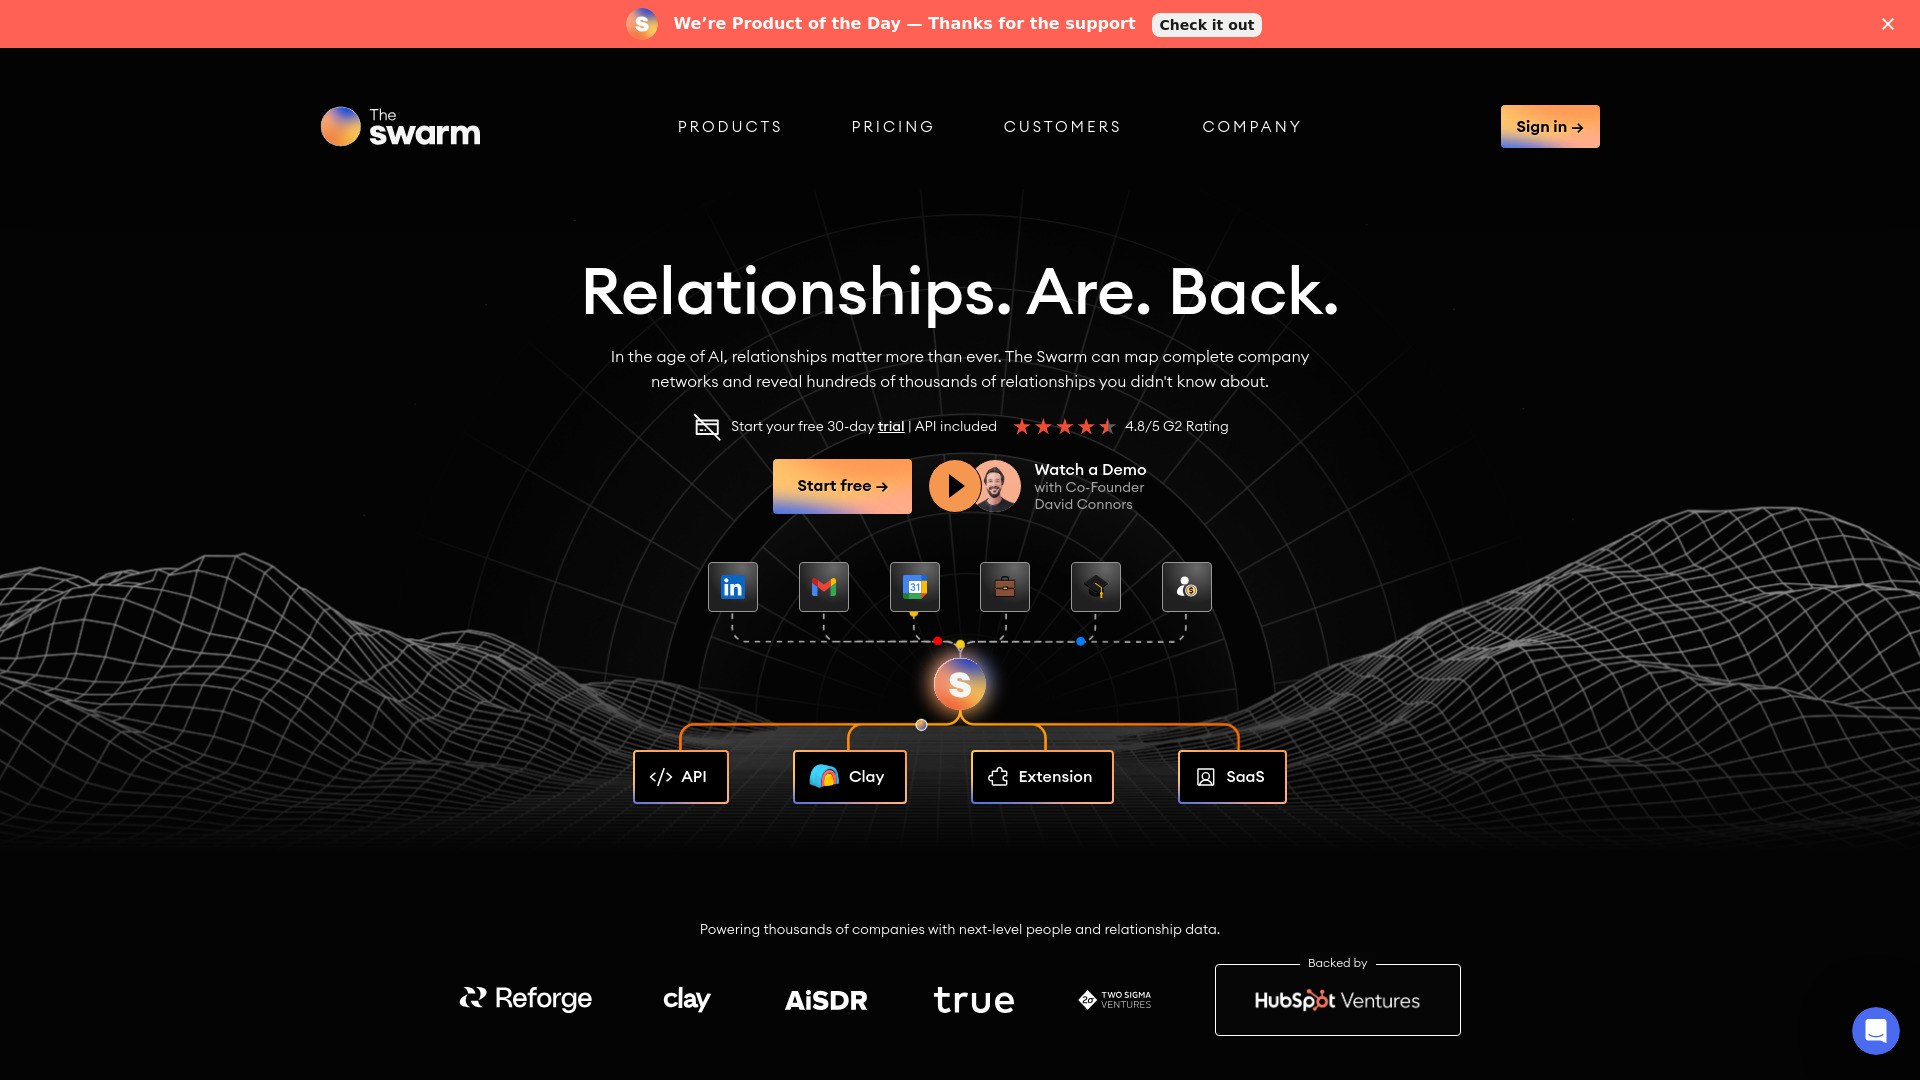 S
We’re Product of the Day — Thanks for the support
Check it out
The
swarm
PRODUCTS
PRICING
CUSTOMERS
COMPANY
Sign in →
Relationships. Are. Back.
In the age of AI, relationships matter more than ever. The Swarm can map complete company
networks and reveal hundreds of thousands of relationships you didn't know about.
Start your free 30-day trial | API included
4.8/5 G2 Rating
Start free →
Watch a Demo
with Co-Founder
David Connors
in
31
$
S
</> API
Clay
Extension
SaaS
Powering thousands of companies with next-level people and relationship data.
Backed by
Reforge
clay
AiSDR
true
2σ
TWO SIGMA
VENTURES
HubSpot Ventures